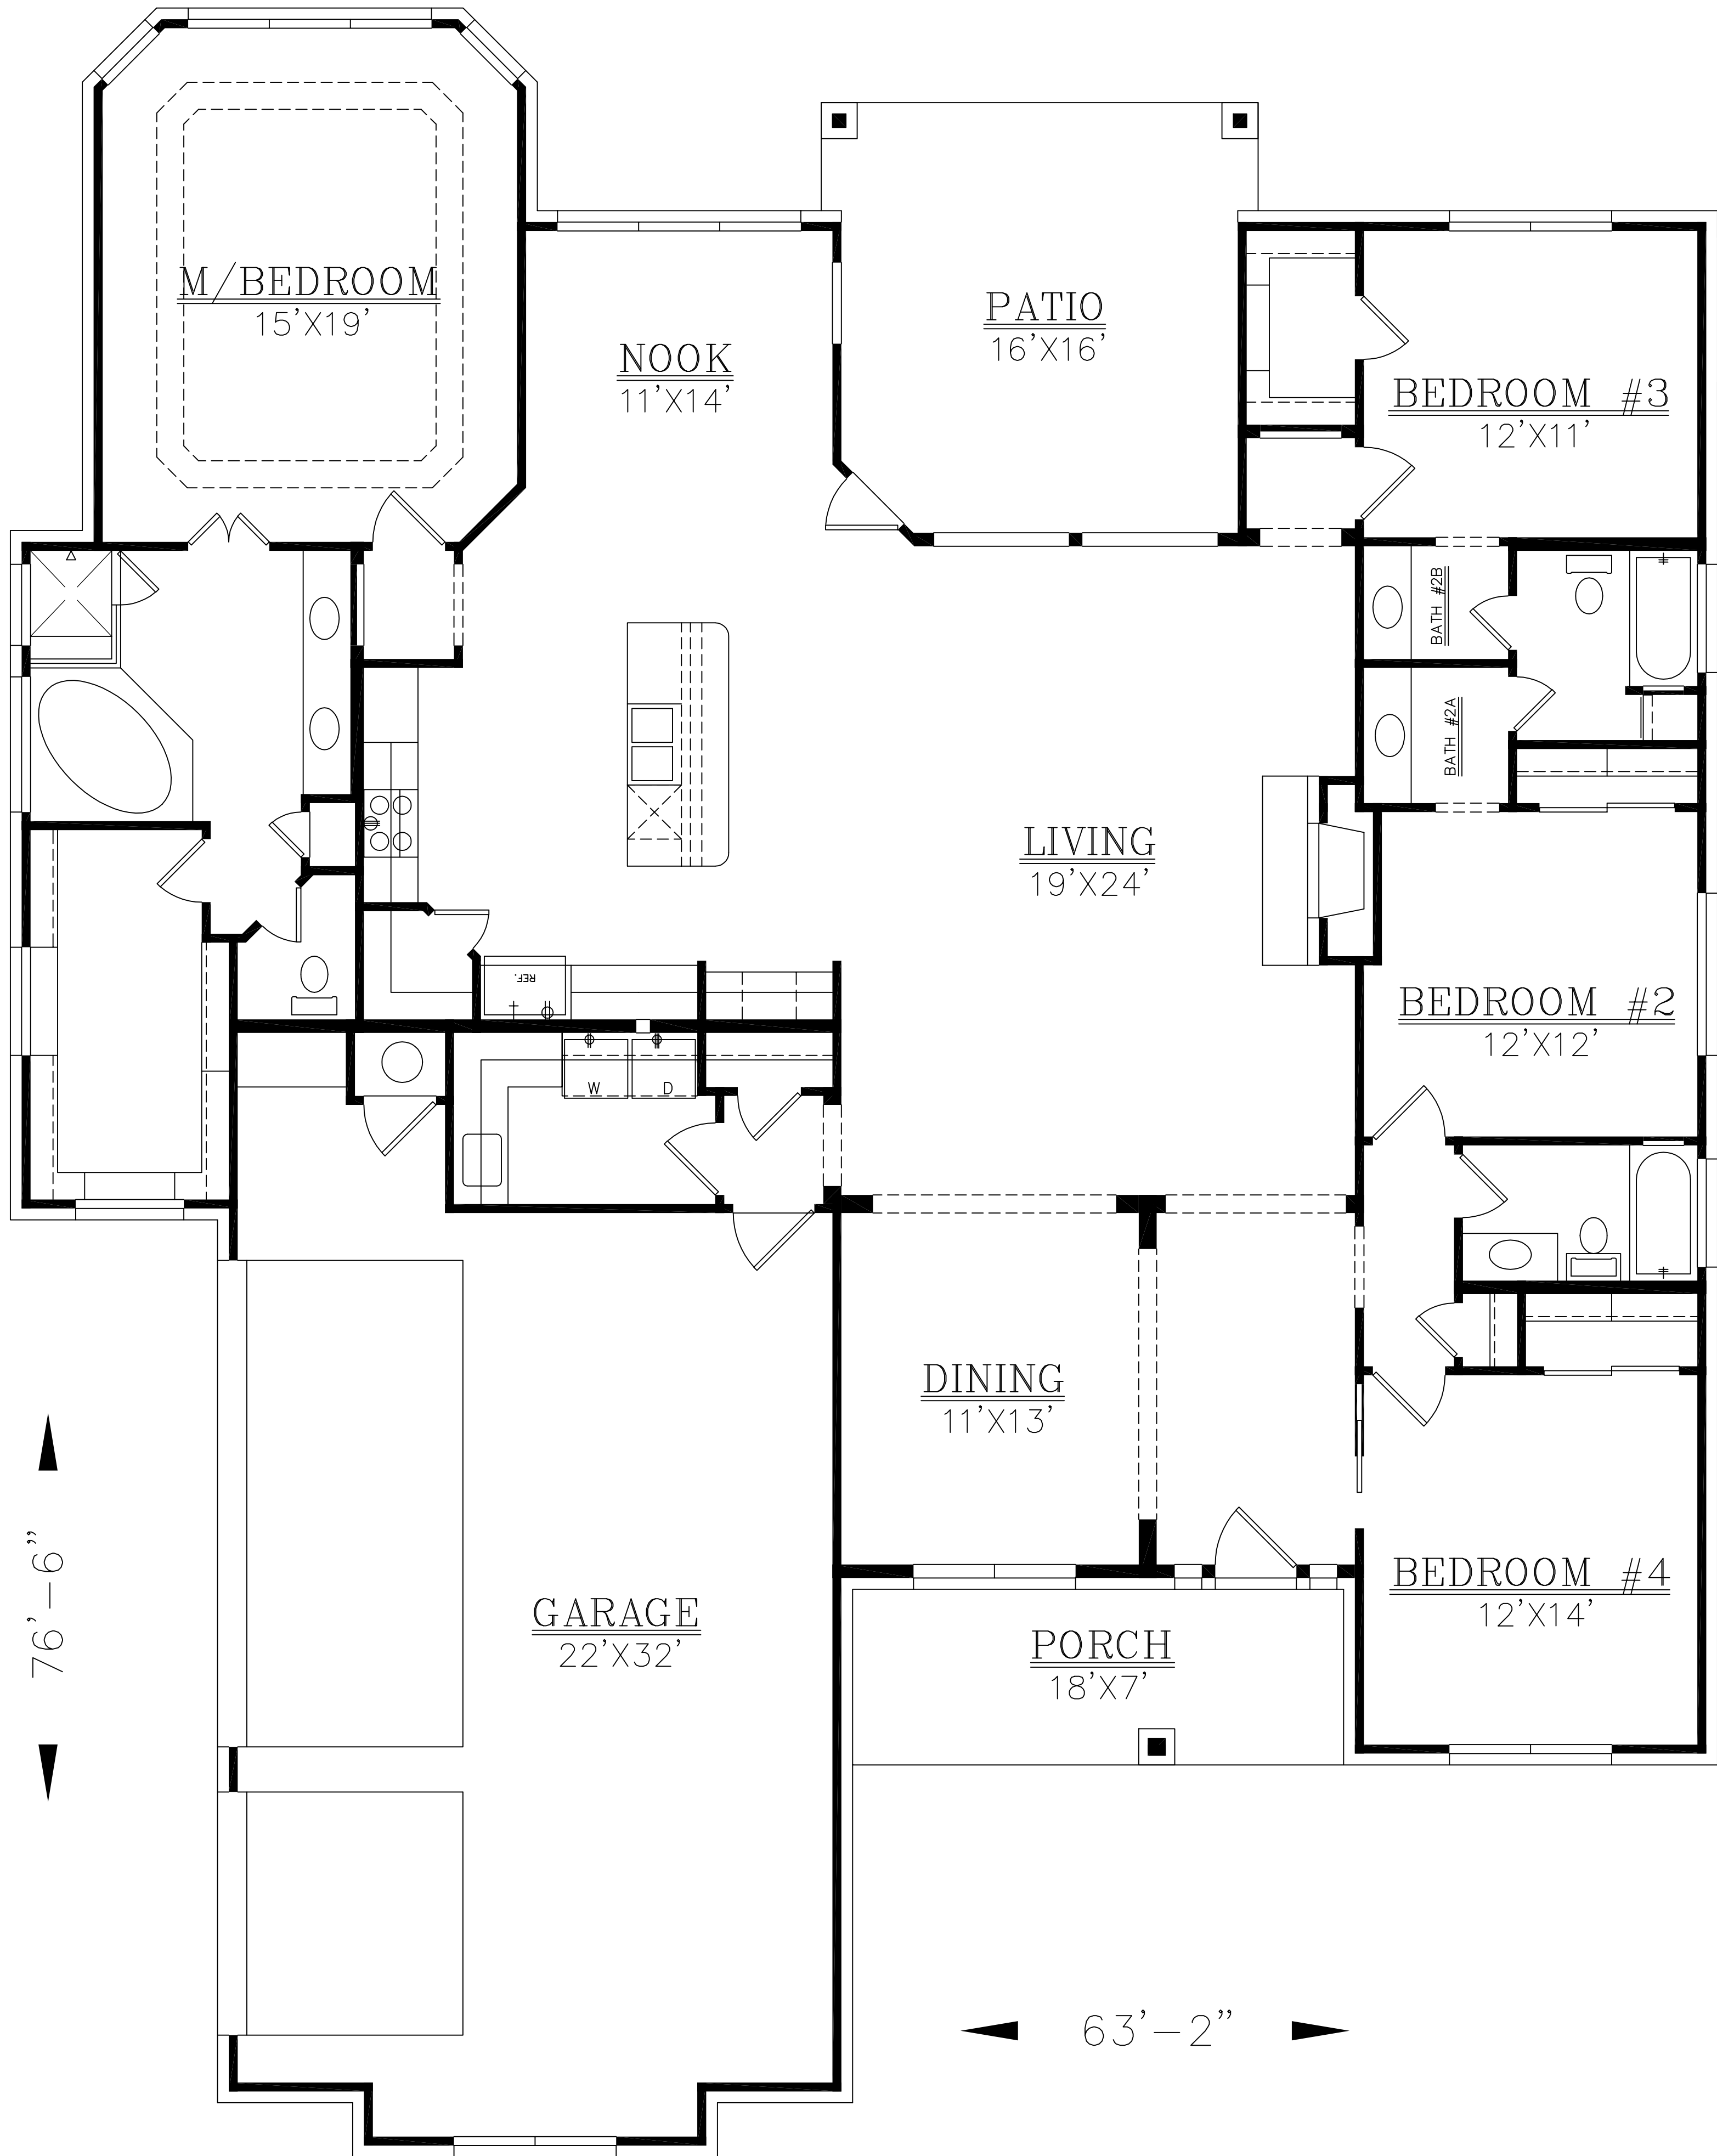 M/BEDROOM
15'X19'
NOOK
11'X14'
PATIO
16'X16'
BEDROOM #3
12'X11'
BATH #2B
BATH #2A
LIVING
19'X24'
REF.
BEDROOM #2
12'X12'
W
D
DINING
11'X13'
76'-6"
GARAGE
22'X32'
PORCH
18'X7'
BEDROOM #4
12'X14'
63'-2"